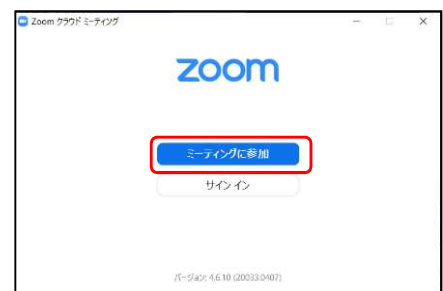 Zoom クラウド ミーティング
zoom
ミーティングに参加
サイン イン
バージョン: 4.6.10 (20033.0407)